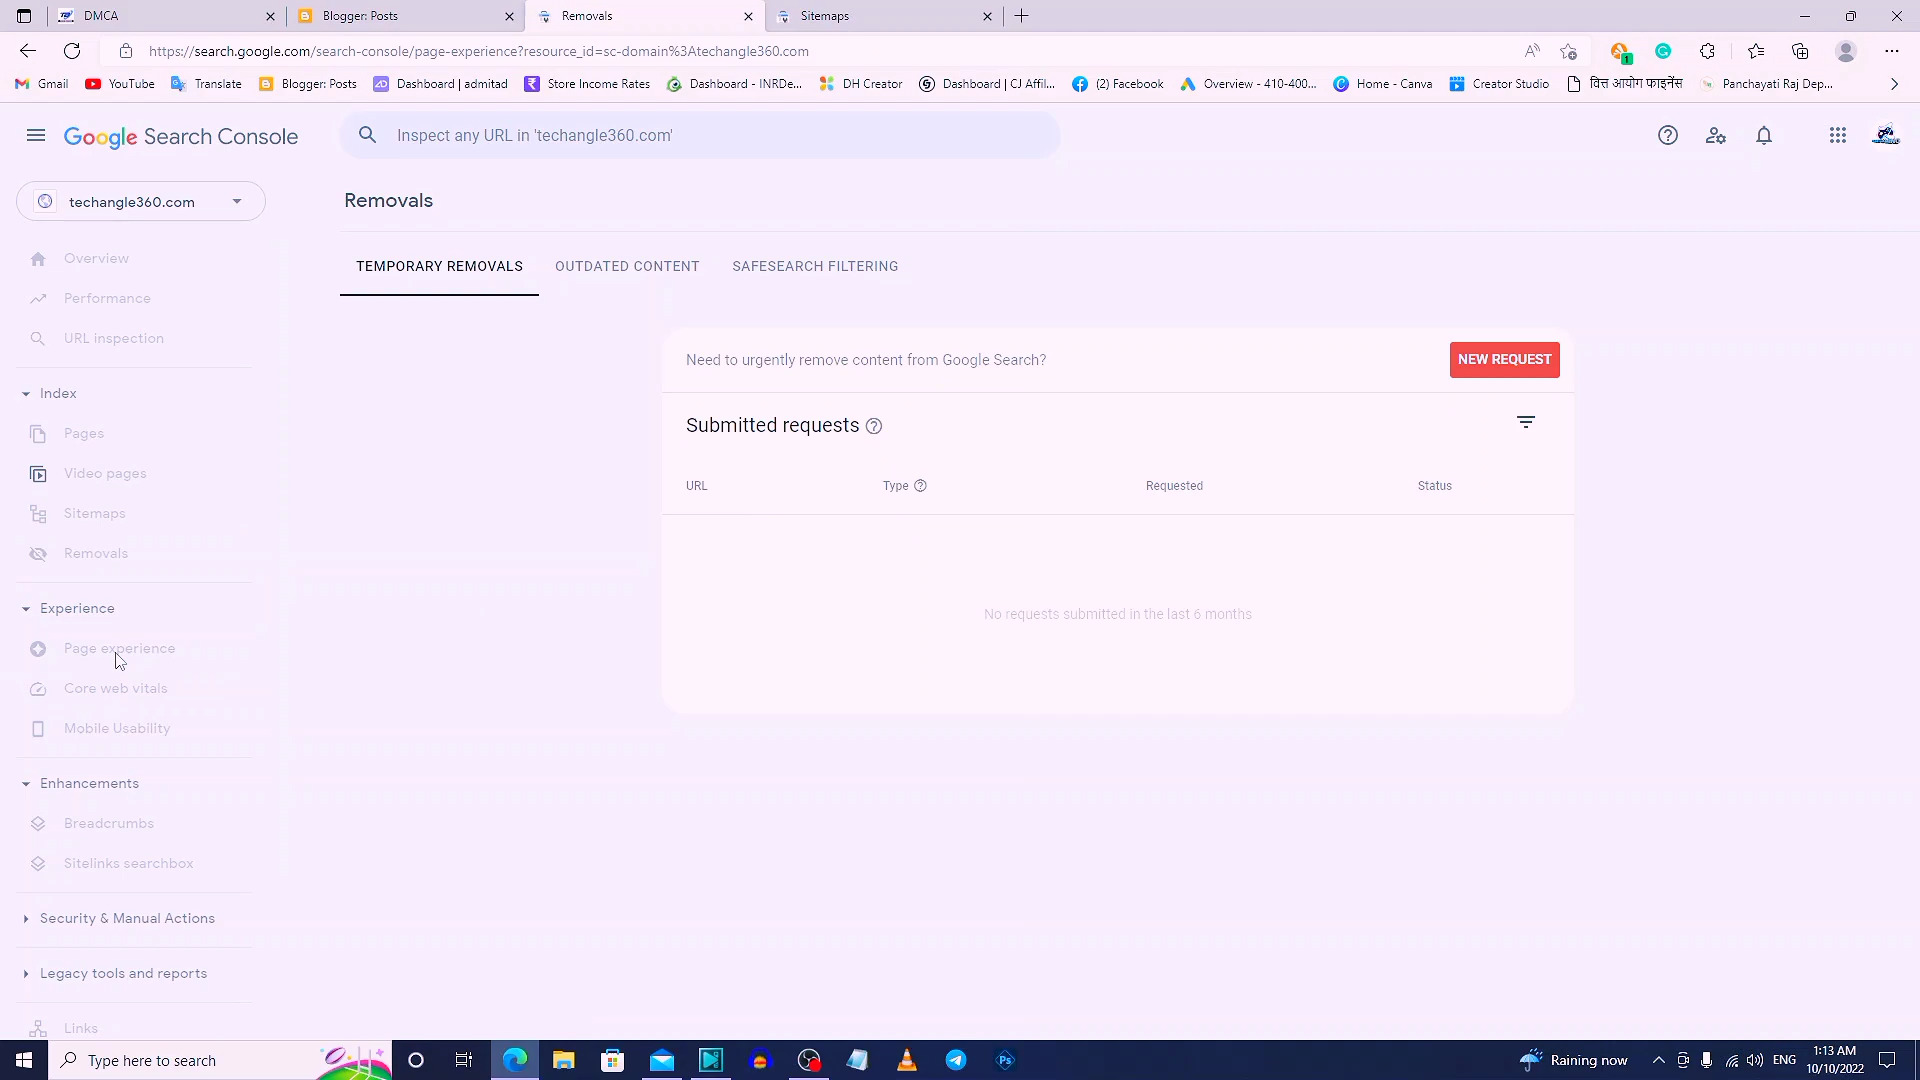 DMCA
Blogger: Posts
Removals
Sitemaps
https://search.google.com/search-console/page-experience?resource_id=sc-domain%3Atechangle360.com
1
Gmail
YouTube
Translate
Blogger: Posts
Dashboard | admitad
Store Income Rates
Dashboard - INRDe...
DH Creator
Dashboard | CJ Affil...
(2) Facebook
Overview - 410-400...
Home - Canva
Creator Studio
वित्त आयोग फाइनेंस
Panchayati Raj Dep...
Google Search Console
Inspect any URL in 'techangle360.com'
techangle360.com
Removals
Overview
Performance
URL inspection
Index
Pages
Video pages
Sitemaps
Removals
Experience
Page experience
Core web vitals
Mobile Usability
Enhancements
Breadcrumbs
Sitelinks searchbox
Security & Manual Actions
Legacy tools and reports
Links
TEMPORARY REMOVALS
OUTDATED CONTENT
SAFESEARCH FILTERING
Need to urgently remove content from Google Search?
NEW REQUEST
Submitted requests
URL
Type
Requested
Status
No requests submitted in the last 6 months
Type here to search
Ps
Raining now
ENG
1:13 AM
10/10/2022